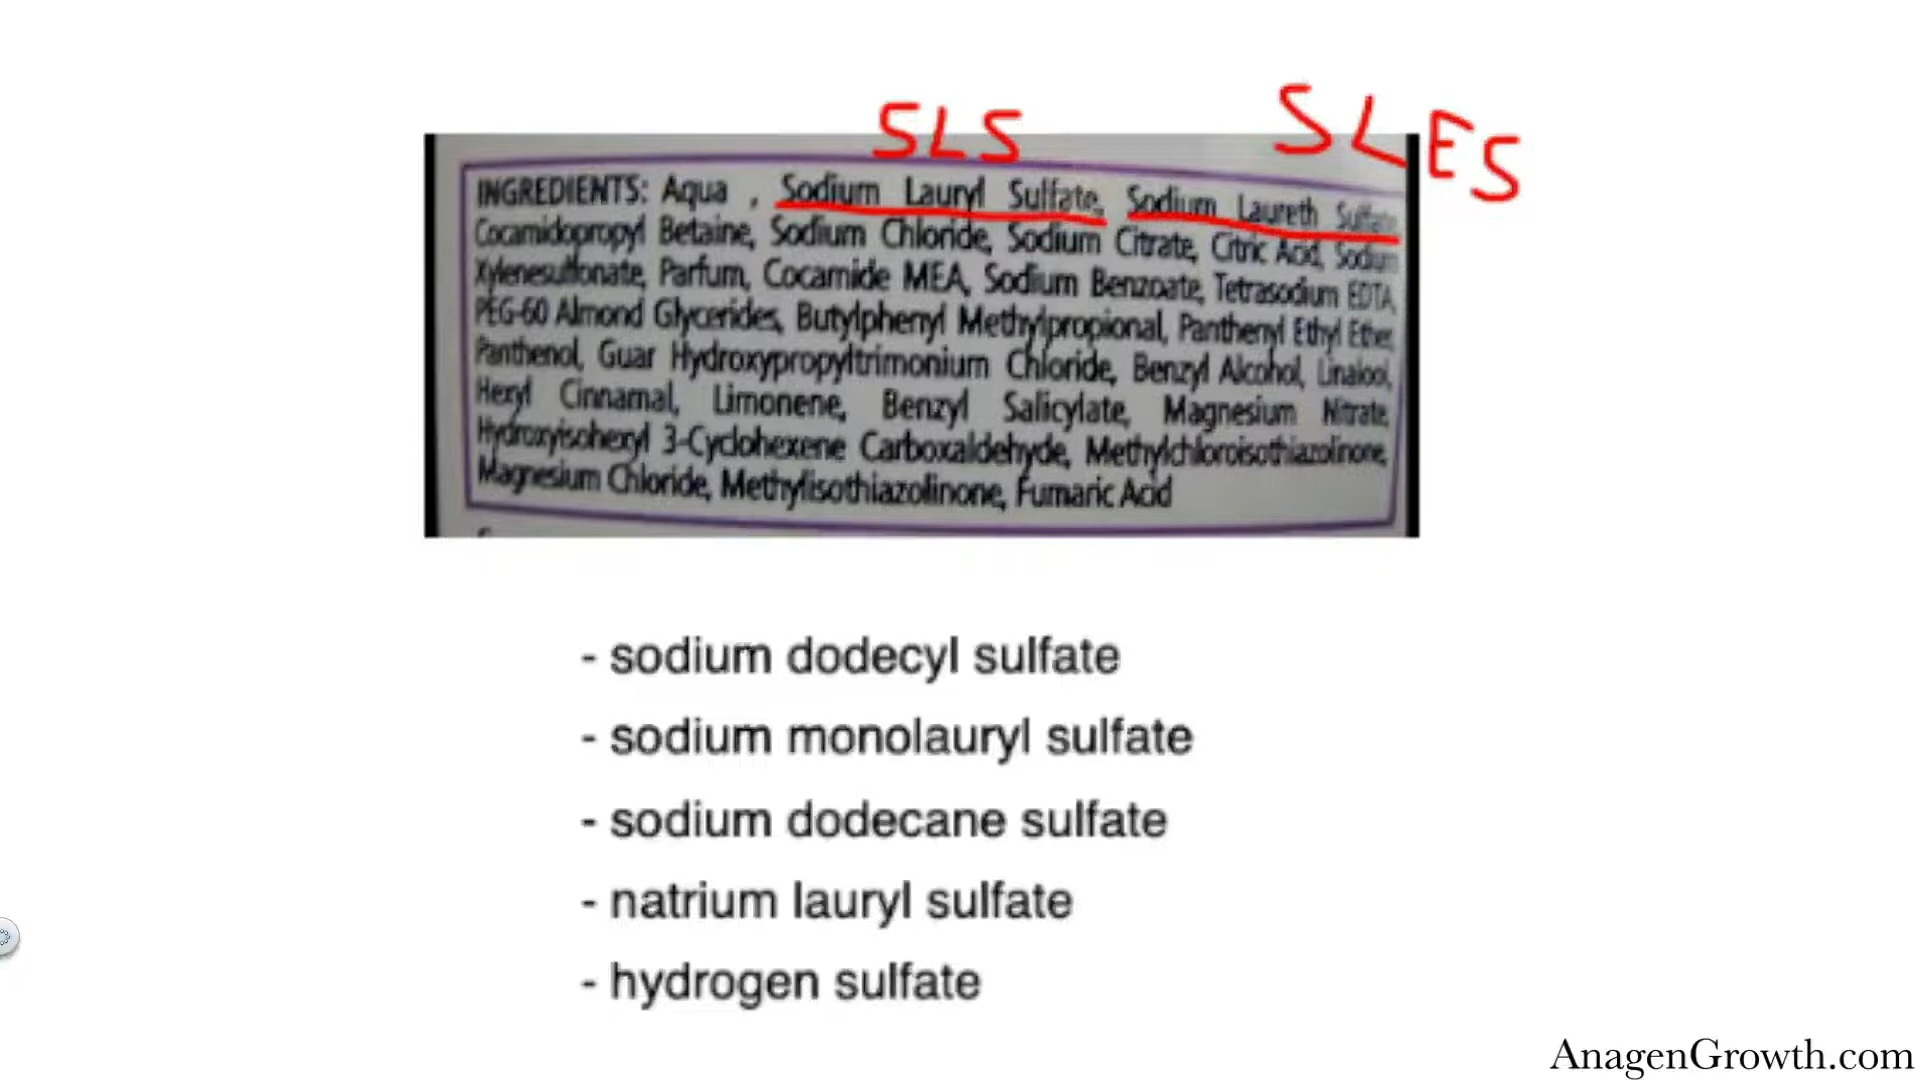 SLS SLES
INGREDIENTS: Aqua , Sodium Lauryl Sulfate, Sodium Laureth Sulfate
Cocamidopropyl Betaine, Sodium Chloride, Sodium Citrate, Citric Acid, Sodium
Xylenesulfonate, Parfum, Cocamide MEA, Sodium Benzoate, Tetrasodium EDTA,
PEG-60 Almond Glycerides, Butylphenyl Methylpropional, Panthenyl Ethyl Ether,
Panthenol, Guar Hydroxypropyltrimonium Chloride, Benzyl Alcohol, Linalool,
Hexyl Cinnamal, Limonene, Benzyl Salicylate, Magnesium Nitrate,
Hydroxyisohexyl 3-Cyclohexene Carboxaldehyde, Methylchloroisothiazolinone,
Magnesium Chloride, Methylisothiazolinone, Fumaric Acid
- sodium dodecyl sulfate
- sodium monolauryl sulfate
- sodium dodecane sulfate
- natrium lauryl sulfate
- hydrogen sulfate
AnagenGrowth.com